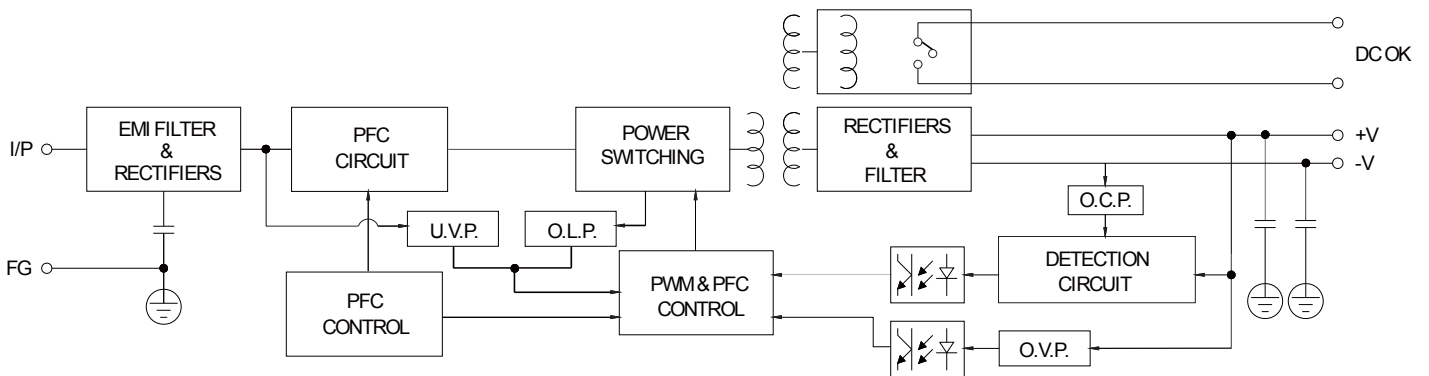 DC OK
I/P
EMI FILTER
&
RECTIFIERS
PFC
CIRCUIT
POWER
SWITCHING
RECTIFIERS
&
FILTER
+V
-V
U.V.P.
O.L.P.
O.C.P.
FG
PFC
CONTROL
PWM & PFC
CONTROL
DETECTION
CIRCUIT
O.V.P.